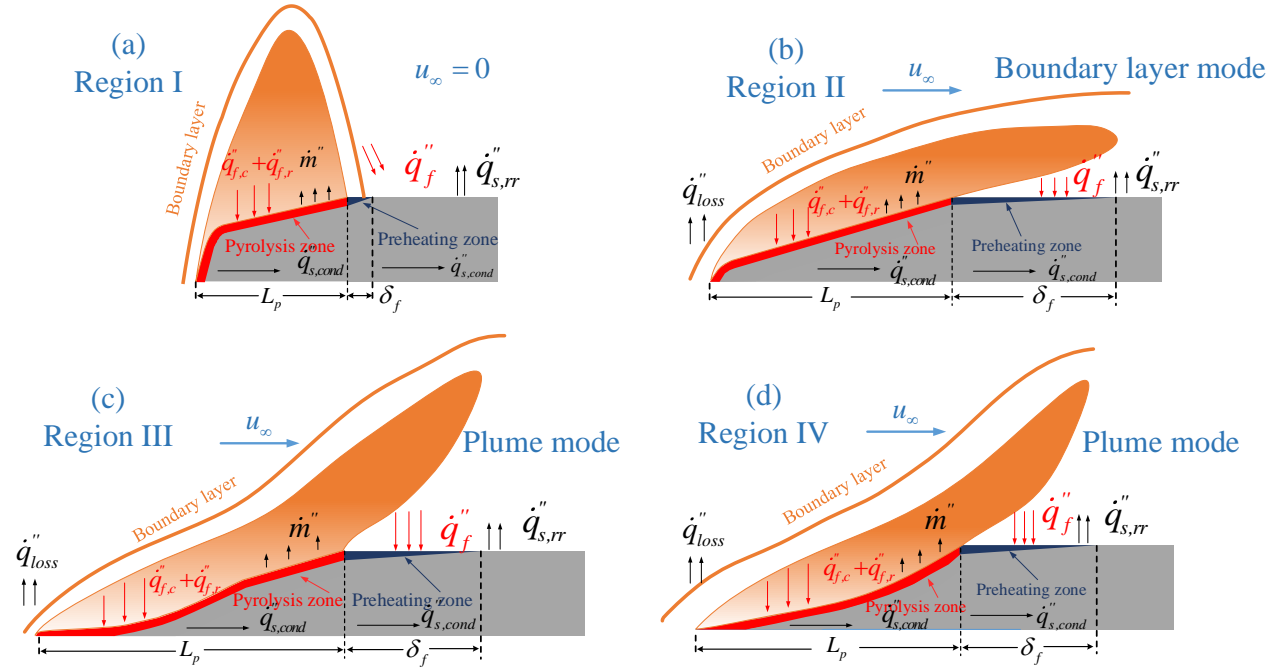 (a)
Region I
u∞ = 0
Boundary layer
q̇″f,c + q̇″f,r ṁ″
q̇″f
q̇″s,rr
Preheating zone
Pyrolysis zone
q̇″s,cond
q̇″s,cond
Lp
δf
(b)
Region II
u∞
Boundary layer mode
Boundary layer
q̇″loss
q̇″f,c + q̇″f,r
ṁ″
q̇″f
q̇″s,rr
Pyrolysis zone
Preheating zone
q̇″s,cond
q̇″s,cond
Lp
δf
(c)
Region III
u∞
Plume mode
Boundary layer
q̇″loss
q̇″f,c + q̇″f,r
ṁ″
q̇″f
q̇″s,rr
Pyrolysis zone
Preheating zone
q̇″s,cond
q̇″s,cond
Lp
δf
(d)
Region IV
u∞
Plume mode
Boundary layer
q̇″loss
q̇″f,c + q̇″f,r
ṁ″
q̇″f
q̇″s,rr
Pyrolysis zone
Preheating zone
q̇″s,cond
q̇″s,cond
Lp
δf